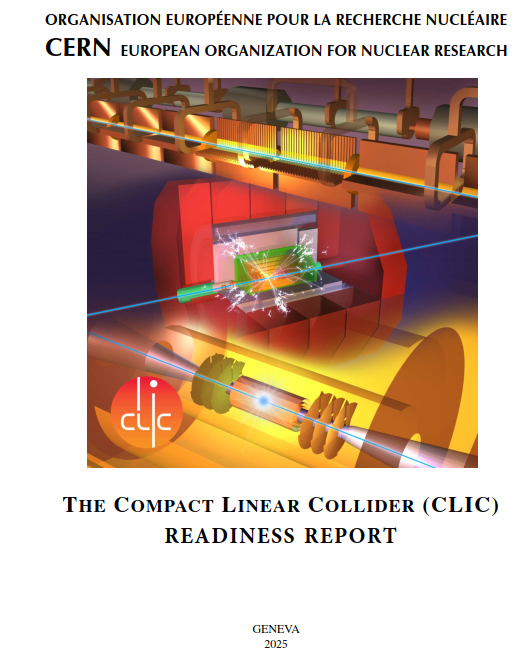 ORGANISATION EUROPÉENNE POUR LA RECHERCHE NUCLÉAIRE
CERN EUROPEAN ORGANIZATION FOR NUCLEAR RESEARCH
clic
THE COMPACT LINEAR COLLIDER (CLIC)
READINESS REPORT
GENEVA
2025